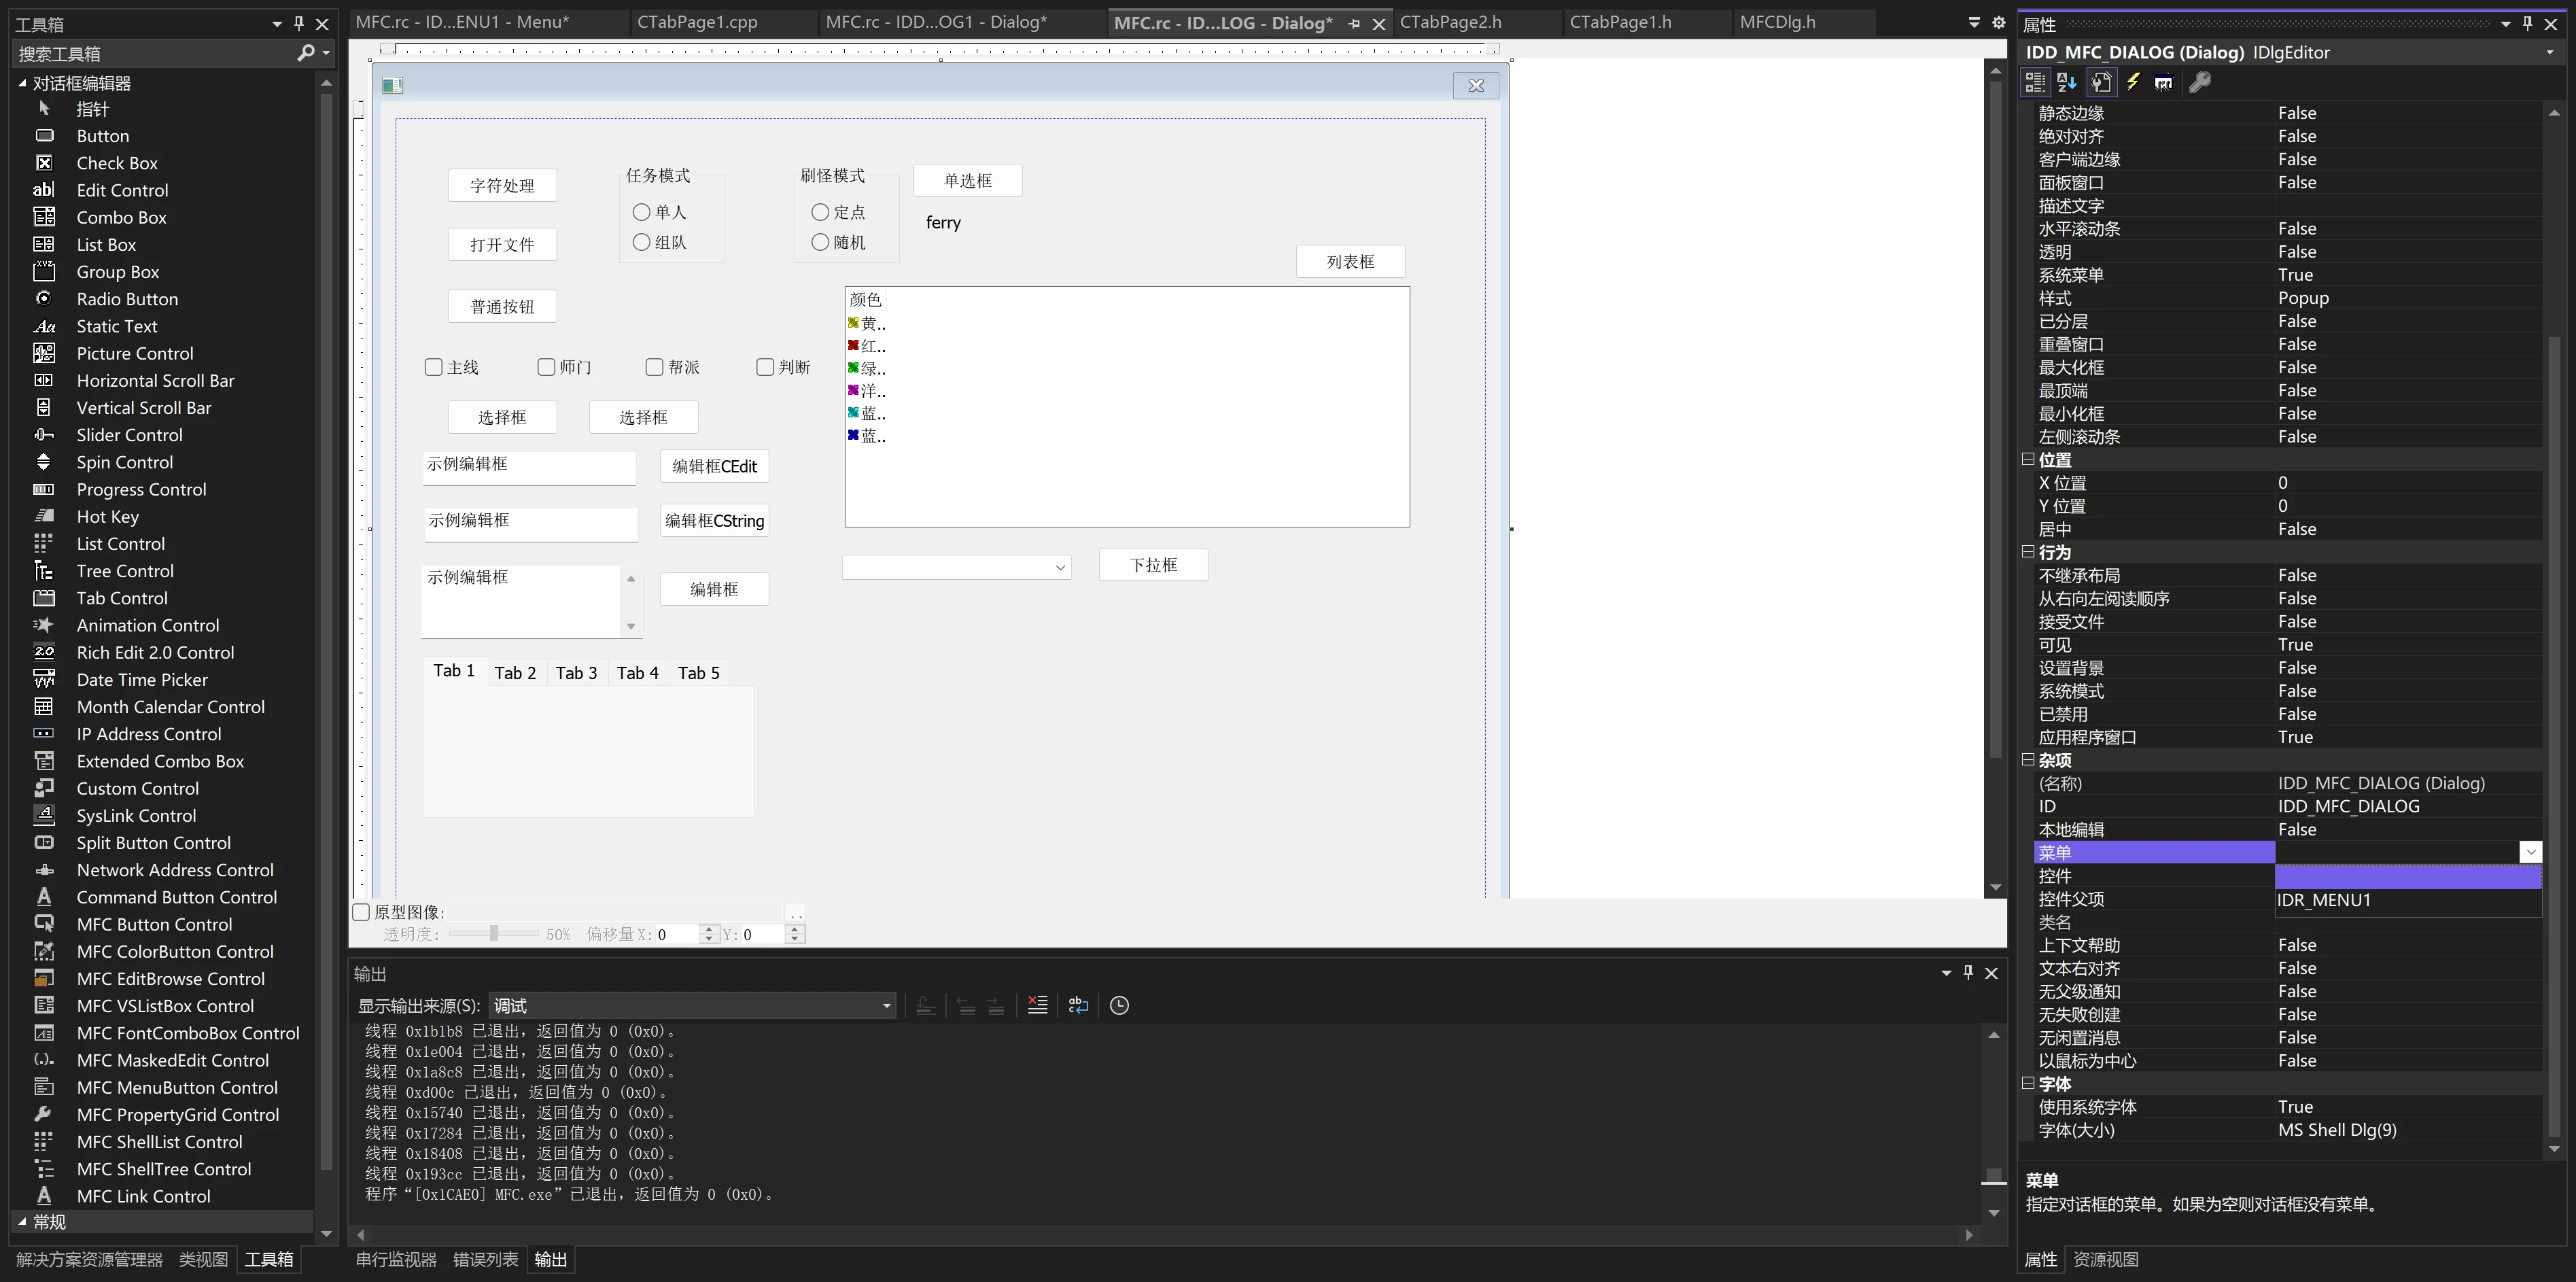 工具箱
搜索工具箱
对话框编辑器
指针
Button
Check Box
Edit Control
Combo Box
List Box
Group Box
Radio Button
Static Text
Picture Control
Horizontal Scroll Bar
Vertical Scroll Bar
Slider Control
Spin Control
Progress Control
Hot Key
List Control
Tree Control
Tab Control
Animation Control
Rich Edit 2.0 Control
Date Time Picker
Month Calendar Control
IP Address Control
Extended Combo Box
Custom Control
SysLink Control
Split Button Control
Network Address Control
Command Button Control
MFC Button Control
MFC ColorButton Control
MFC EditBrowse Control
MFC VSListBox Control
MFC FontComboBox Control
MFC MaskedEdit Control
MFC MenuButton Control
MFC PropertyGrid Control
MFC ShellList Control
MFC ShellTree Control
MFC Link Control
常规
解决方案资源管理器 类视图 工具箱
MFC.rc - ID...ENU1 - Menu* CTabPage1.cpp MFC.rc - IDD...OG1 - Dialog* MFC.rc - ID...LOG - Dialog* CTabPage2.h CTabPage1.h MFCDlg.h
字符处理 任务模式 刷怪模式 单选框
单人 定点
ferry
打开文件 组队 随机
列表框
普通按钮
颜色
黄..
红..
绿..
洋..
蓝..
蓝..
主线 师门 帮派 判断
选择框 选择框
示例编辑框 编辑框CEdit
示例编辑框 编辑框CString
示例编辑框 编辑框
下拉框
Tab 1 Tab 2 Tab 3 Tab 4 Tab 5
原型图像: ..
透明度: 50% 偏移量 X: 0 Y: 0
输出
显示输出来源(S): 调试
线程 0x1b1b8 已退出，返回值为 0 (0x0)。
线程 0x1e004 已退出，返回值为 0 (0x0)。
线程 0x1a8c8 已退出，返回值为 0 (0x0)。
线程 0xd00c 已退出，返回值为 0 (0x0)。
线程 0x15740 已退出，返回值为 0 (0x0)。
线程 0x17284 已退出，返回值为 0 (0x0)。
线程 0x18408 已退出，返回值为 0 (0x0)。
线程 0x193cc 已退出，返回值为 0 (0x0)。
程序“[0x1CAE0] MFC.exe”已退出，返回值为 0 (0x0)。
串行监视器 错误列表 输出
属性
IDD_MFC_DIALOG (Dialog) IDlgEditor
静态边缘 False
绝对对齐 False
客户端边缘 False
面板窗口 False
描述文字
水平滚动条 False
透明 False
系统菜单 True
样式 Popup
已分层 False
重叠窗口 False
最大化框 False
最顶端 False
最小化框 False
左侧滚动条 False
位置
X 位置 0
Y 位置 0
居中 False
行为
不继承布局 False
从右向左阅读顺序 False
接受文件 False
可见 True
设置背景 False
系统模式 False
已禁用 False
应用程序窗口 True
杂项
(名称) IDD_MFC_DIALOG (Dialog)
ID IDD_MFC_DIALOG
本地编辑 False
菜单
控件
控件父项 IDR_MENU1
类名
上下文帮助 False
文本右对齐 False
无父级通知 False
无失败创建 False
无闲置消息 False
以鼠标为中心 False
字体
使用系统字体 True
字体(大小) MS Shell Dlg(9)
菜单
指定对话框的菜单。如果为空则对话框没有菜单。
属性 资源视图